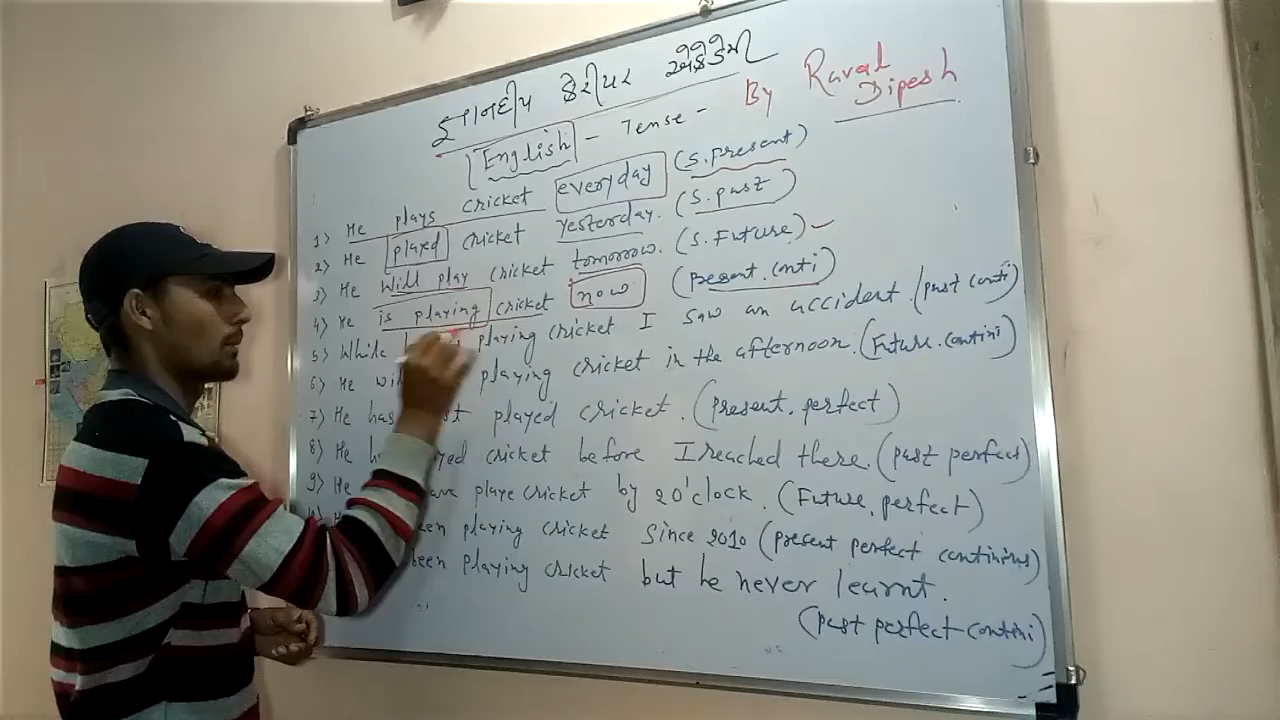 જ્ઞાનદીપ કેરીયર એકેડેમી
English - Tense - By Raval Dipesh
1) He plays cricket everyday (S. present)
2) He played cricket yesterday. (S. past)
3) He will play cricket tomorrow. (S. Future)
4) He is playing cricket now (present. conti)
5) While playing cricket I saw an accident. (past conti)
6) He playing cricket in the afternoon. (Future. contini)
7) He has played cricket. (present. perfect)
8) He cricket before I reached there. (past perfect)
9) He playe cricket by 2 o'clock. (Future, perfect)
playing cricket since 2010 (present perfect continius)
been playing cricket but he never learnt.
(past perfect contini)